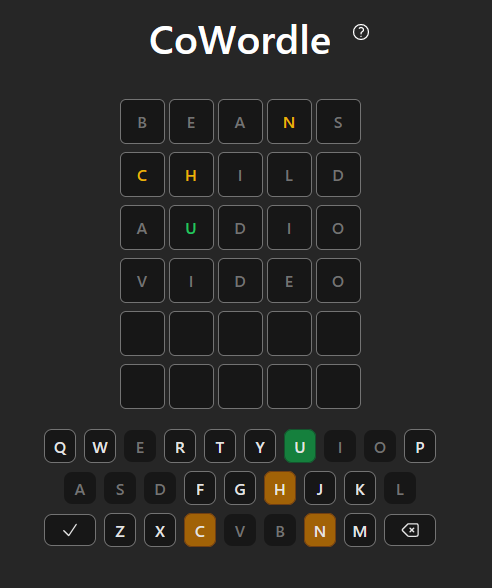 CoWordle ?
B E A N S
C H I L D
A U D I O
V I D E O
Q W E R T Y U I O P
A S D F G H J K L
Z X C V B N M